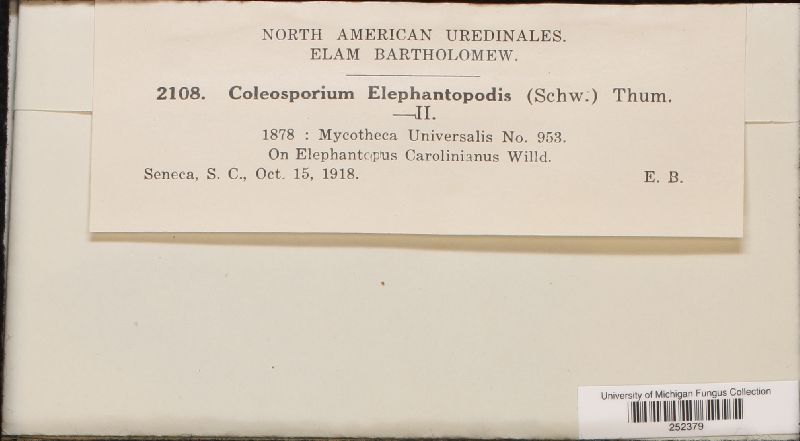 NORTH AMERICAN UREDINALES.
ELAM BARTHOLOMEW.
2108. Coleosporium Elephantopodis (Schw.) Thum.
—II.
1878 : Mycotheca Universalis No. 953.
On Elephantopus Carolinianus Willd.
Seneca, S. C., Oct. 15, 1918. E. B.
University of Michigan Fungus Collection
252379